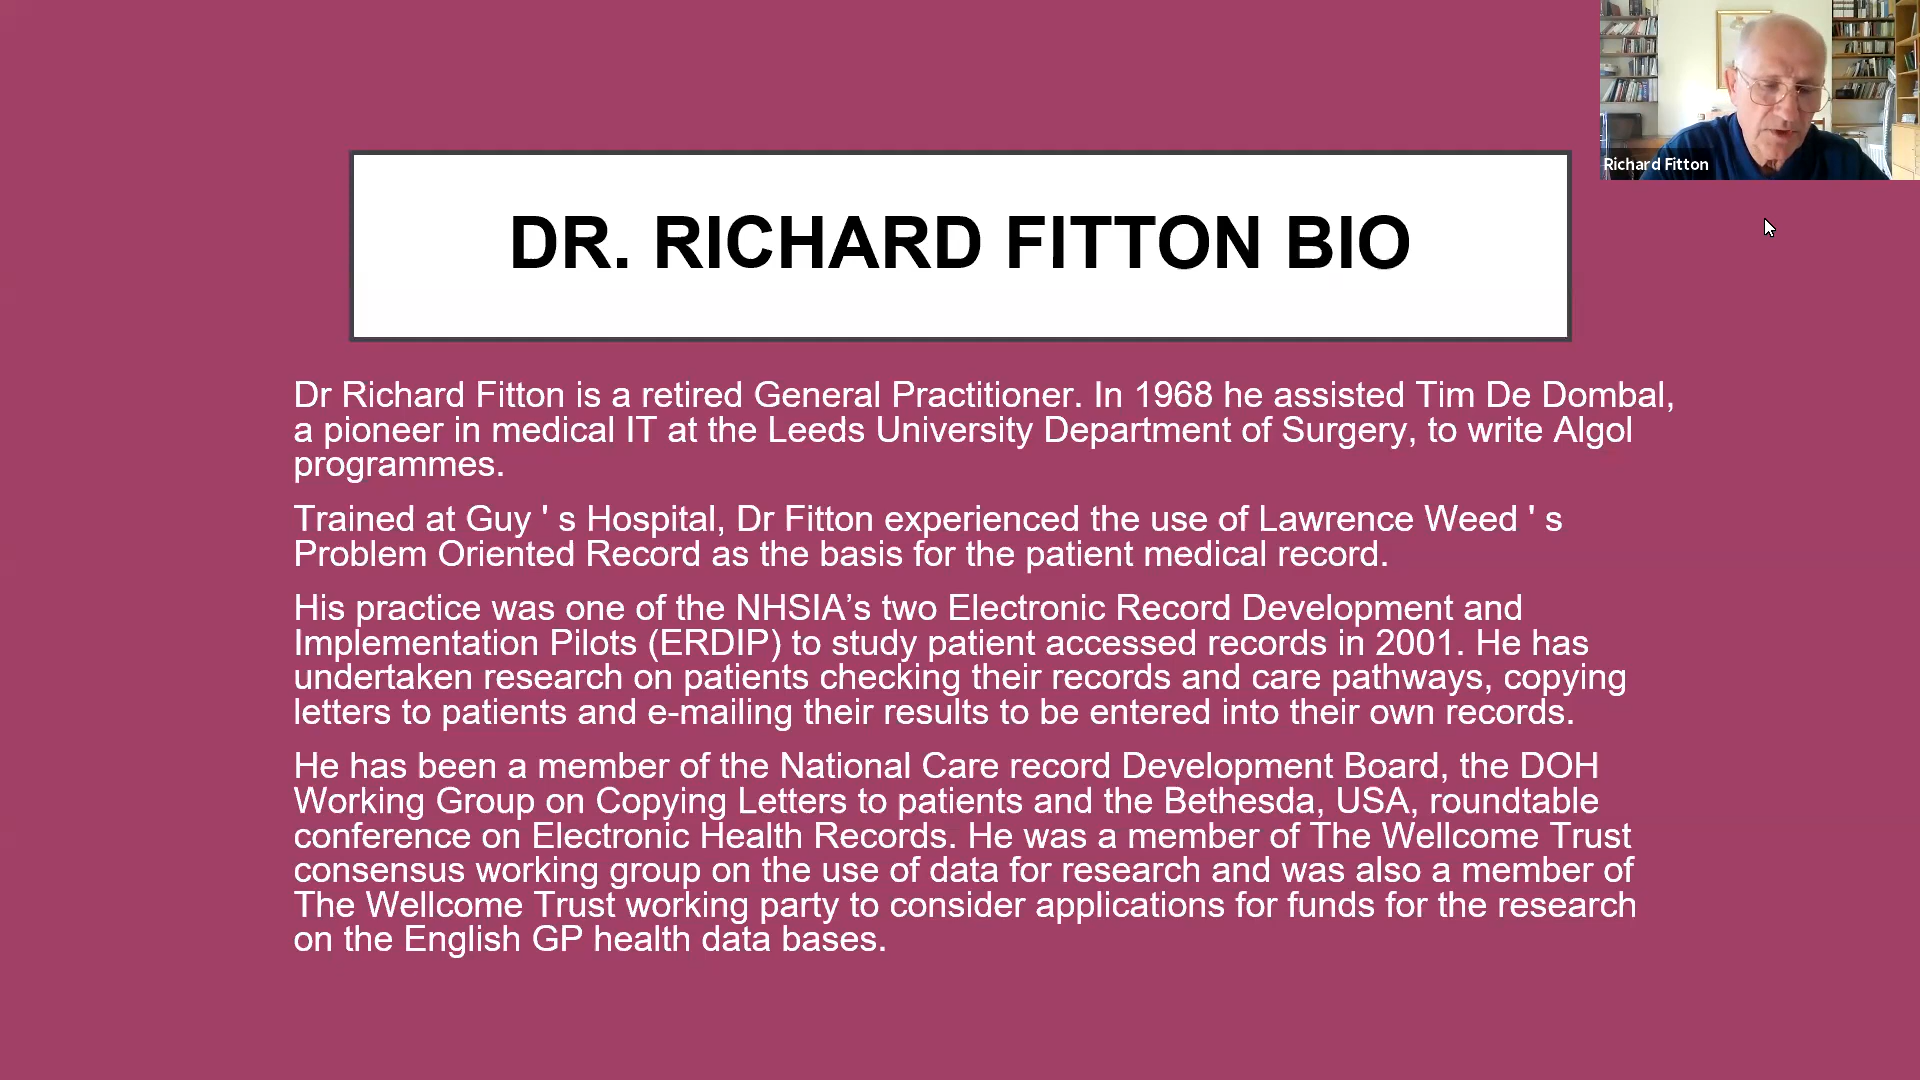 Richard Fitton
DR. RICHARD FITTON BIO
Dr Richard Fitton is a retired General Practitioner. In 1968 he assisted Tim De Dombal,
a pioneer in medical IT at the Leeds University Department of Surgery, to write Algol
programmes.
Trained at Guy ' s Hospital, Dr Fitton experienced the use of Lawrence Weed ' s
Problem Oriented Record as the basis for the patient medical record.
His practice was one of the NHSIA’s two Electronic Record Development and
Implementation Pilots (ERDIP) to study patient accessed records in 2001. He has
undertaken research on patients checking their records and care pathways, copying
letters to patients and e-mailing their results to be entered into their own records.
He has been a member of the National Care record Development Board, the DOH
Working Group on Copying Letters to patients and the Bethesda, USA, roundtable
conference on Electronic Health Records. He was a member of The Wellcome Trust
consensus working group on the use of data for research and was also a member of
The Wellcome Trust working party to consider applications for funds for the research
on the English GP health data bases.